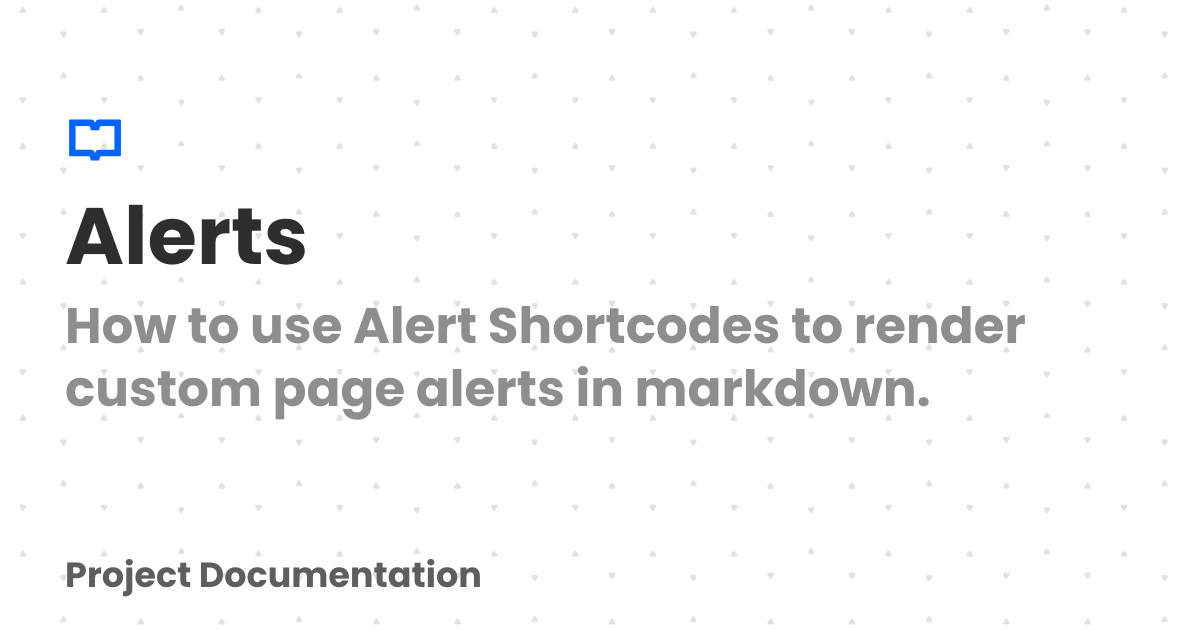 Alerts
How to use Alert Shortcodes to render
custom page alerts in markdown.
Project Documentation